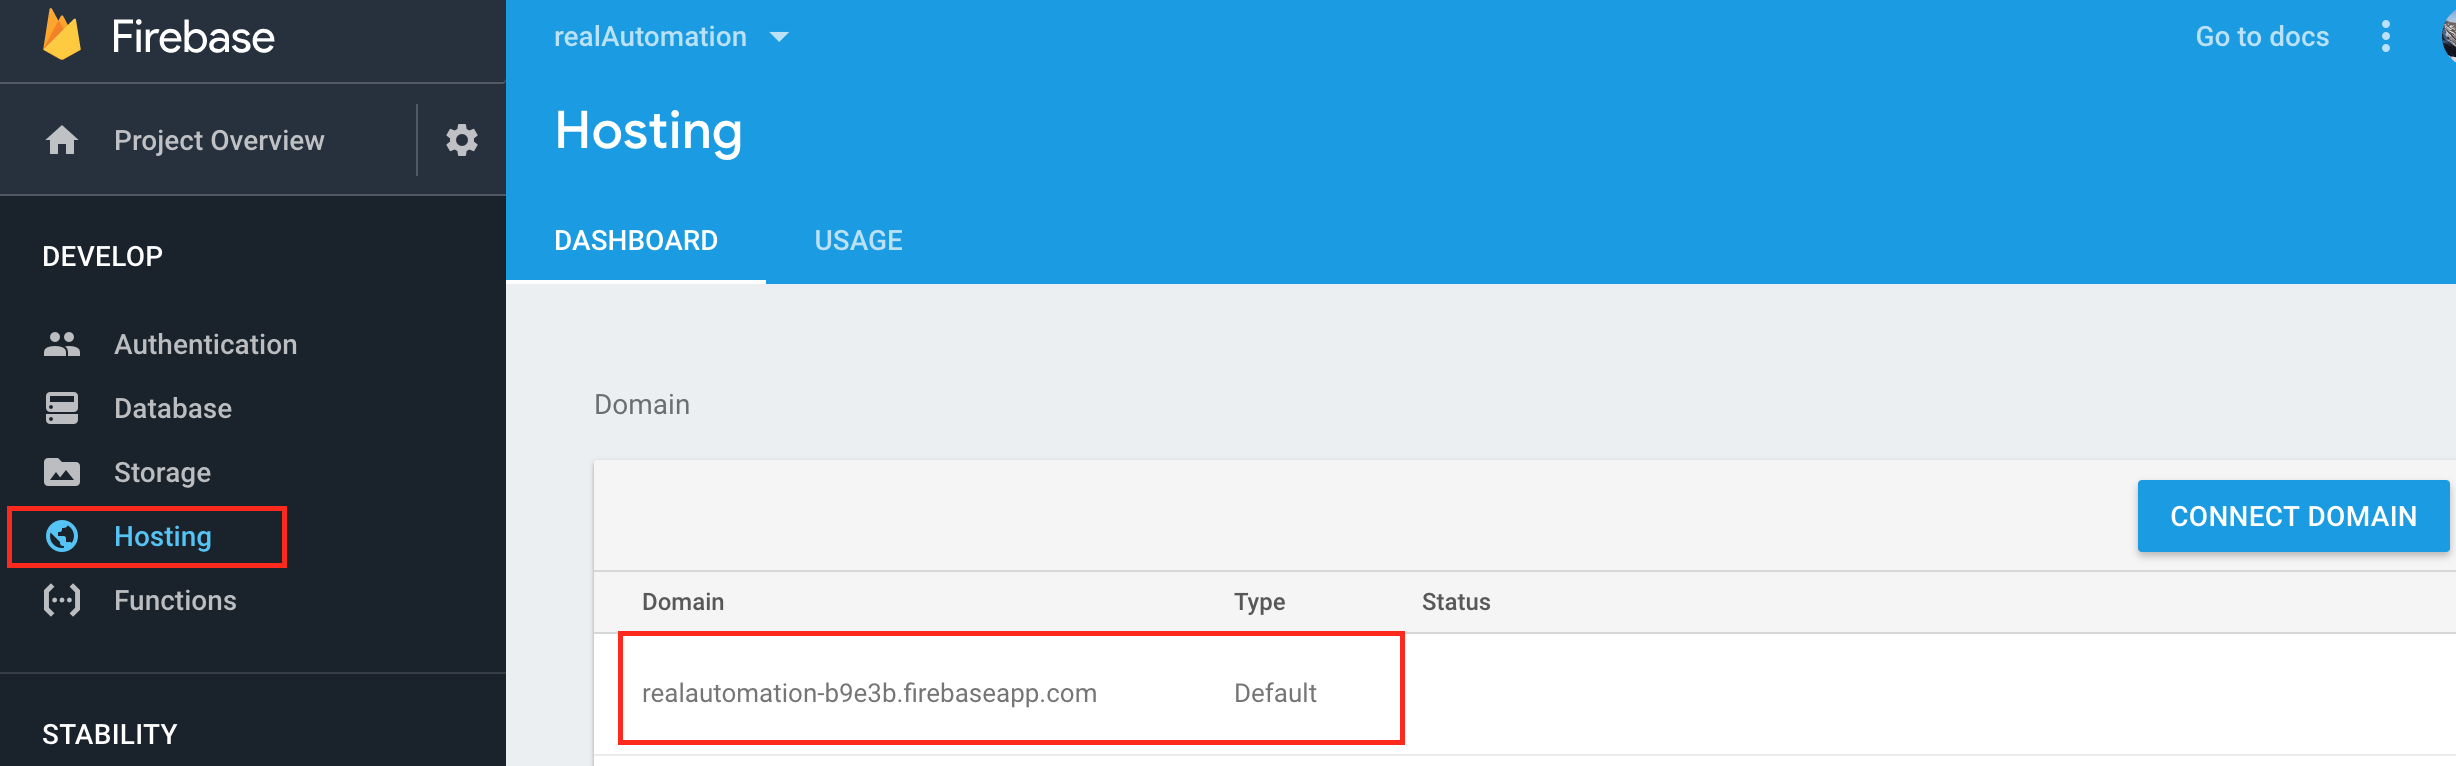 Firebase
Project Overview
DEVELOP
Authentication
Database
Storage
Hosting
Functions
STABILITY
realAutomation
Go to docs
Hosting
DASHBOARD USAGE
Domain
CONNECT DOMAIN
Domain Type Status
realautomation-b9e3b.firebaseapp.com Default